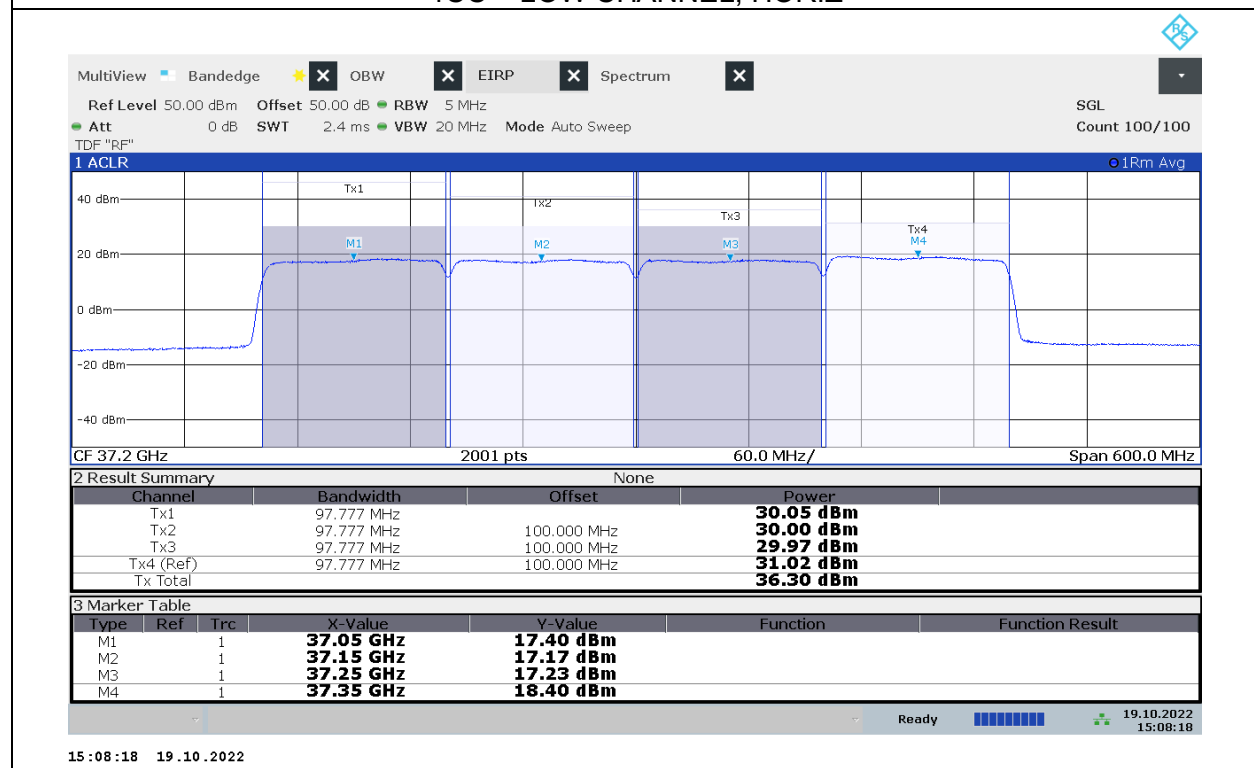 MultiView Bandedge OBW EIRP Spectrum
Ref Level 50.00 dBm Offset 50.00 dB RBW 5 MHz SGL
Att 0 dB SWT 2.4 ms VBW 20 MHz Mode Auto Sweep Count 100/100
TDF "RF"
1 ACLR 1Rm Avg
Tx1
40 dBm
Tx2
Tx3
Tx4
M1 M2 M3 M4
20 dBm
0 dBm
-20 dBm
-40 dBm
CF 37.2 GHz 2001 pts 60.0 MHz/ Span 600.0 MHz
2 Result Summary None
Channel Bandwidth Offset Power
Tx1 97.777 MHz 30.05 dBm
Tx2 97.777 MHz 100.000 MHz 30.00 dBm
Tx3 97.777 MHz 100.000 MHz 29.97 dBm
Tx4 (Ref) 97.777 MHz 100.000 MHz 31.02 dBm
Tx Total 36.30 dBm
3 Marker Table
Type Ref Trc X-Value Y-Value Function Function Result
M1 1 37.05 GHz 17.40 dBm
M2 1 37.15 GHz 17.17 dBm
M3 1 37.25 GHz 17.23 dBm
M4 1 37.35 GHz 18.40 dBm
Ready 19.10.2022
15:08:18
15:08:18 19.10.2022